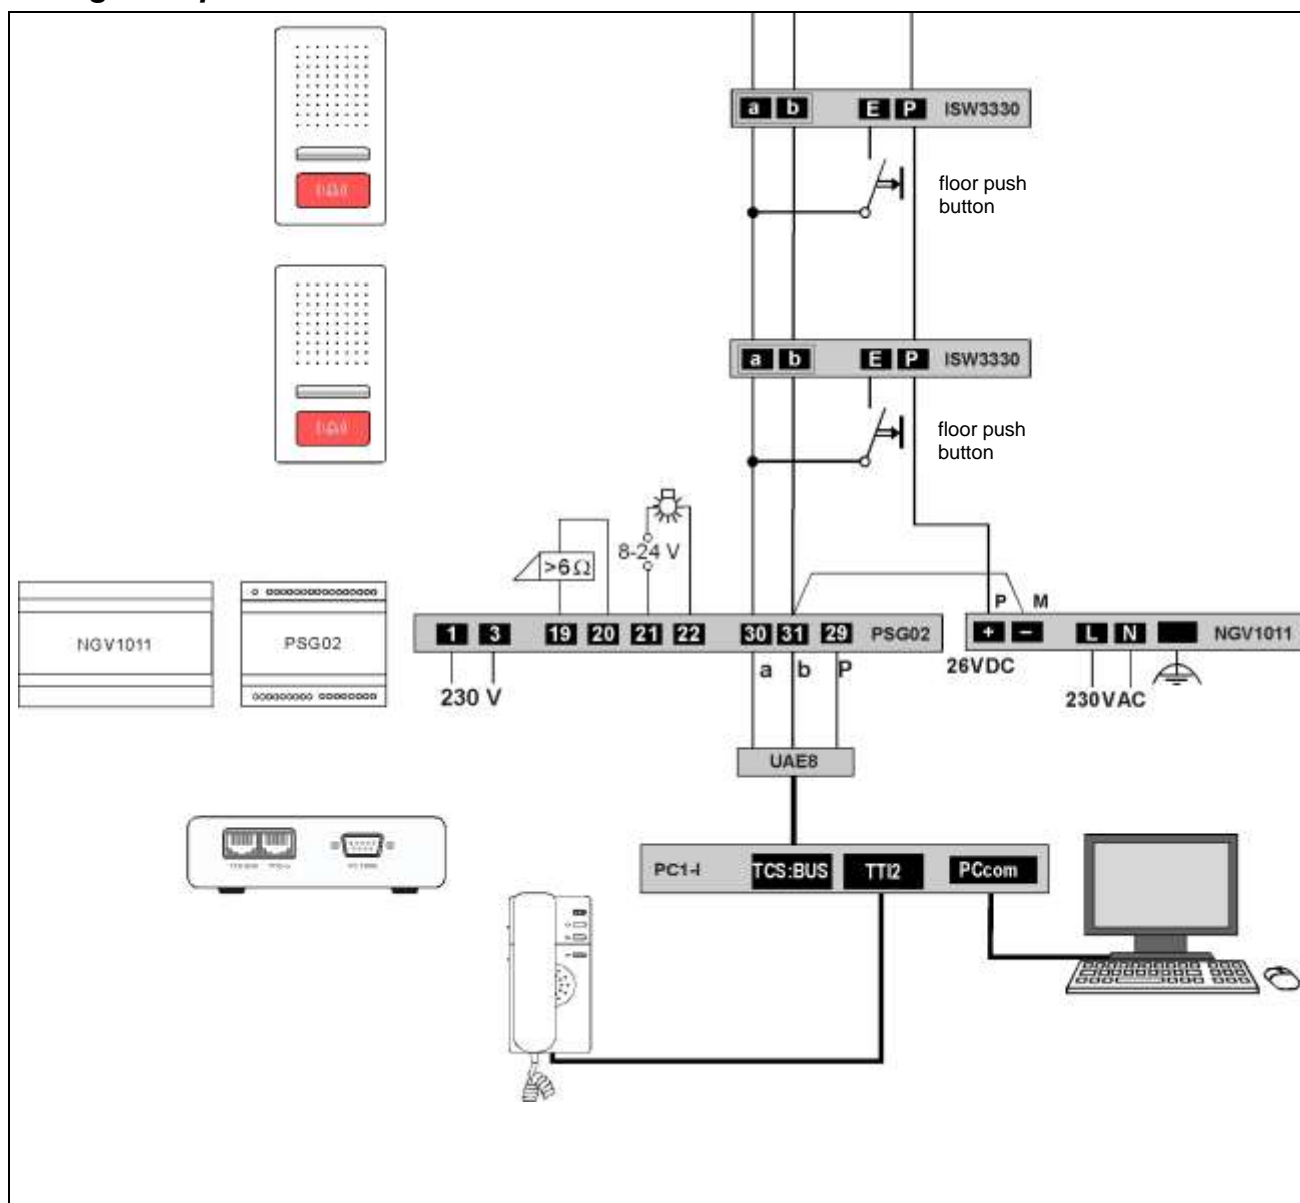 a b E P ISW3330
floor push
button
a b E P ISW3330
floor push
button
8-24 V
>6Ω
P M
NGV1011
PSG02
1 3 19 20 21 22 30 31 29 PSG02
+ − L N NGV1011
230 V
a b P
26VDC
230VAC
UAE8
PC1-I TCS:BUS TTI2 PCcom